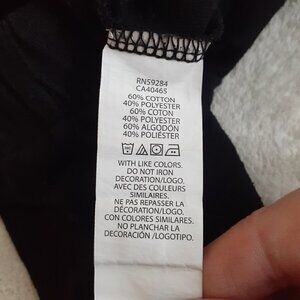 RN59284
CA40465
60% COTTON
40% POLYESTER
60% COTON
40% POLYESTER
60% ALGODÓN
40% POLIÉSTER
WITH LIKE COLORS.
DO NOT IRON
DECORATION/LOGO.
AVEC DES COULEURS
SIMILAIRES.
NE PAS REPASSER LA
DÉCORATION/LOGO.
CON COLORES SIMILARES.
NO PLANCHAR LA
DECORACIÓN /LOGOTIPO.